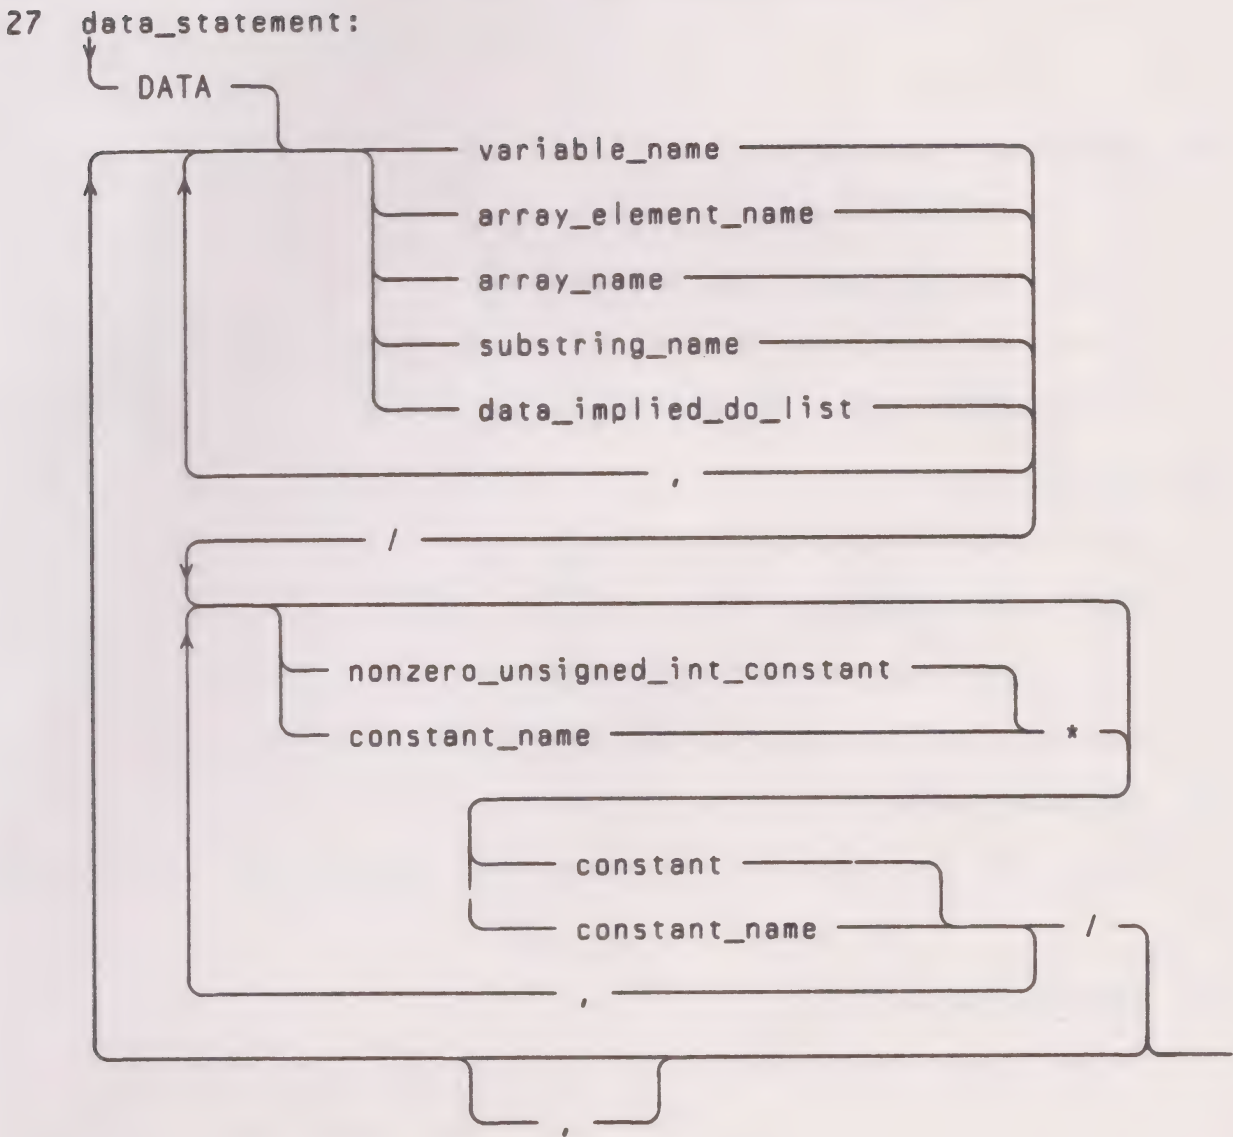 27 data_statement:
DATA
variable_name
array_element_name
array_name
substring_name
data_implied_do_list
,
/
nonzero_unsigned_int_constant
constant_name *
constant
constant_name /
,
,